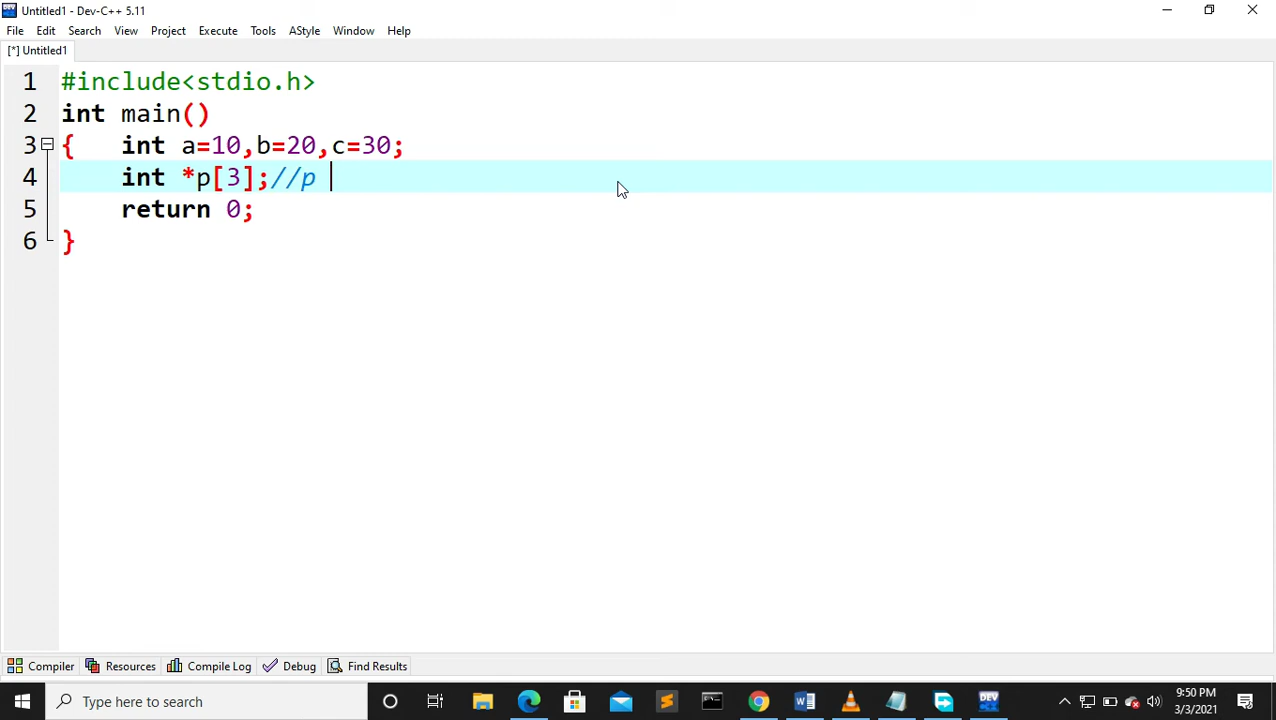 Untitled1 - Dev-C++ 5.11
File Edit Search View Project Execute Tools AStyle Window Help
[*] Untitled1
1 #include<stdio.h>
2 int main()
3 { int a=10,b=20,c=30;
4 int *p[3];//p
5 return 0;
6 }
Compiler Resources Compile Log Debug Find Results
Type here to search
DEV
9:50 PM
3/3/2021